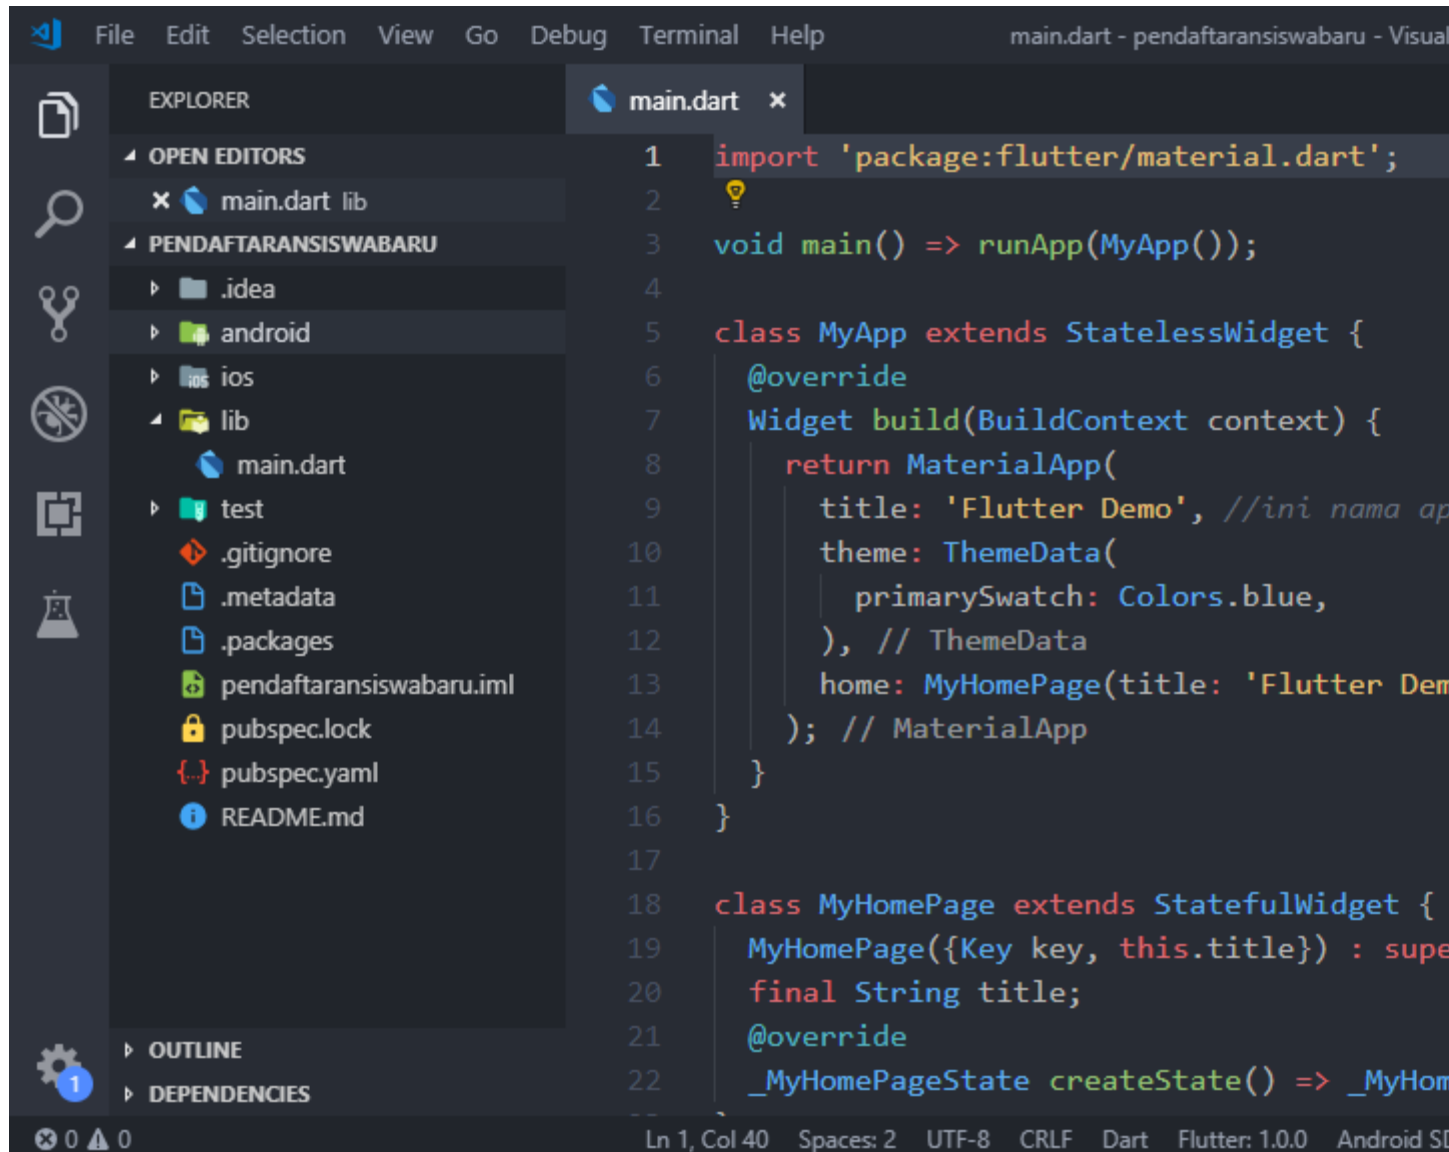 File Edit Selection View Go Debug Terminal Help main.dart - pendaftaransiswabaru - Visual
EXPLORER
OPEN EDITORS
main.dart lib
PENDAFTARANSISWABARU
.idea
android
ios
lib
main.dart
test
.gitignore
.metadata
.packages
pendaftaransiswabaru.iml
pubspec.lock
pubspec.yaml
README.md
OUTLINE
DEPENDENCIES
1
main.dart
1 import 'package:flutter/material.dart';
2
3 void main() => runApp(MyApp());
4
5 class MyApp extends StatelessWidget {
6 @override
7 Widget build(BuildContext context) {
8 return MaterialApp(
9 title: 'Flutter Demo', //ini nama ap
10 theme: ThemeData(
11 primarySwatch: Colors.blue,
12 ), // ThemeData
13 home: MyHomePage(title: 'Flutter Dem
14 ); // MaterialApp
15 }
16 }
17
18 class MyHomePage extends StatefulWidget {
19 MyHomePage({Key key, this.title}) : supe
20 final String title;
21 @override
22 _MyHomePageState createState() => _MyHom
0 0 Ln 1, Col 40 Spaces: 2 UTF-8 CRLF Dart Flutter: 1.0.0 Android SD